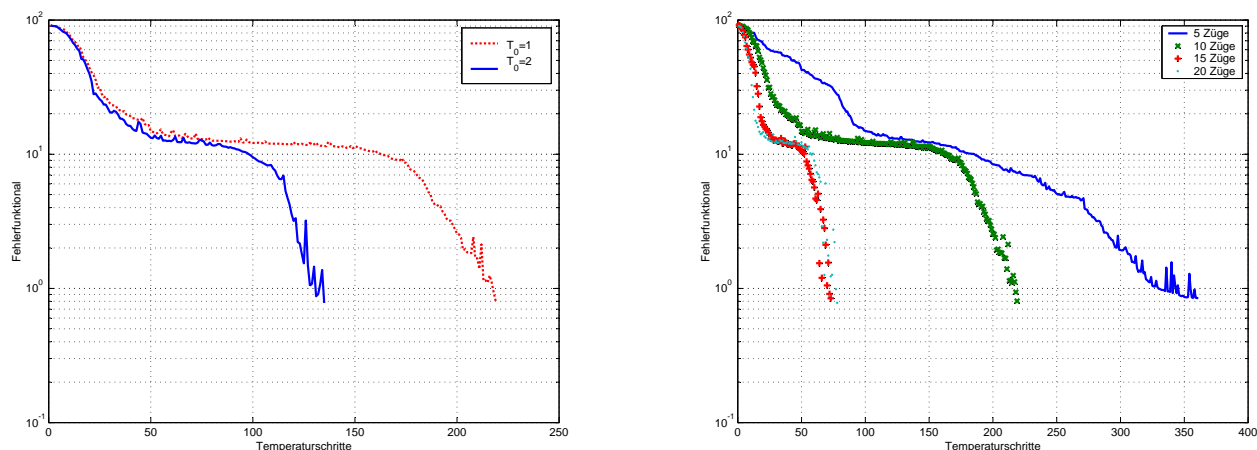 10^2
10^1
10^0
10^-1
Fehlerfunktional
0 50 100 150 200 250
Temperaturschritte
T_0=1
T_0=2
10^2
10^1
10^0
10^-1
Fehlerfunktional
0 50 100 150 200 250 300 350 400
Temperaturschritte
5 Züge
10 Züge
15 Züge
20 Züge